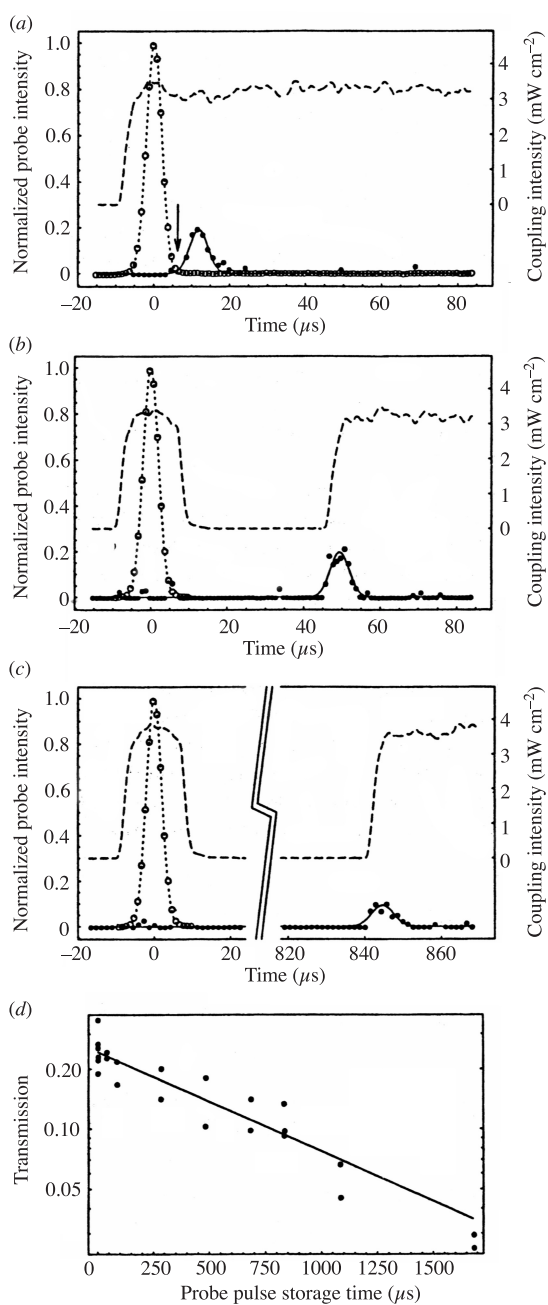 (a)
Normalized probe intensity
1.0
0.8
0.6
0.4
0.2
0
4
3
2
1
0
Coupling intensity (mW cm−2)
−20 0 20 40 60 80
Time (µs)
(b)
Normalized probe intensity
1.0
0.8
0.6
0.4
0.2
0
4
3
2
1
0
Coupling intensity (mW cm−2)
−20 0 20 40 60 80
Time (µs)
(c)
Normalized probe intensity
1.0
0.8
0.6
0.4
0.2
0
4
3
2
1
0
Coupling intensity (mW cm−2)
−20 0 20 820 840 860
Time (µs)
(d)
Transmission
0.20
0.10
0.05
0 250 500 750 1000 1250 1500
Probe pulse storage time (µs)